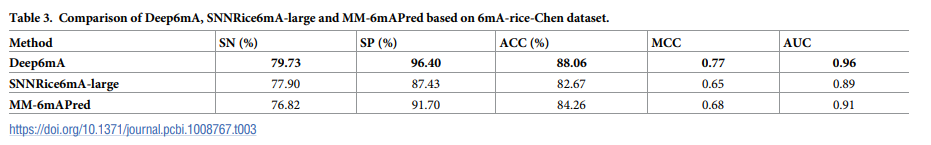 Table 3. Comparison of Deep6mA, SNNRice6mA-large and MM-6mAPred based on 6mA-rice-Chen dataset.
Method SN (%) SP (%) ACC (%) MCC AUC
Deep6mA 79.73 96.40 88.06 0.77 0.96
SNNRice6mA-large 77.90 87.43 82.67 0.65 0.89
MM-6mAPred 76.82 91.70 84.26 0.68 0.91
https://doi.org/10.1371/journal.pcbi.1008767.t003